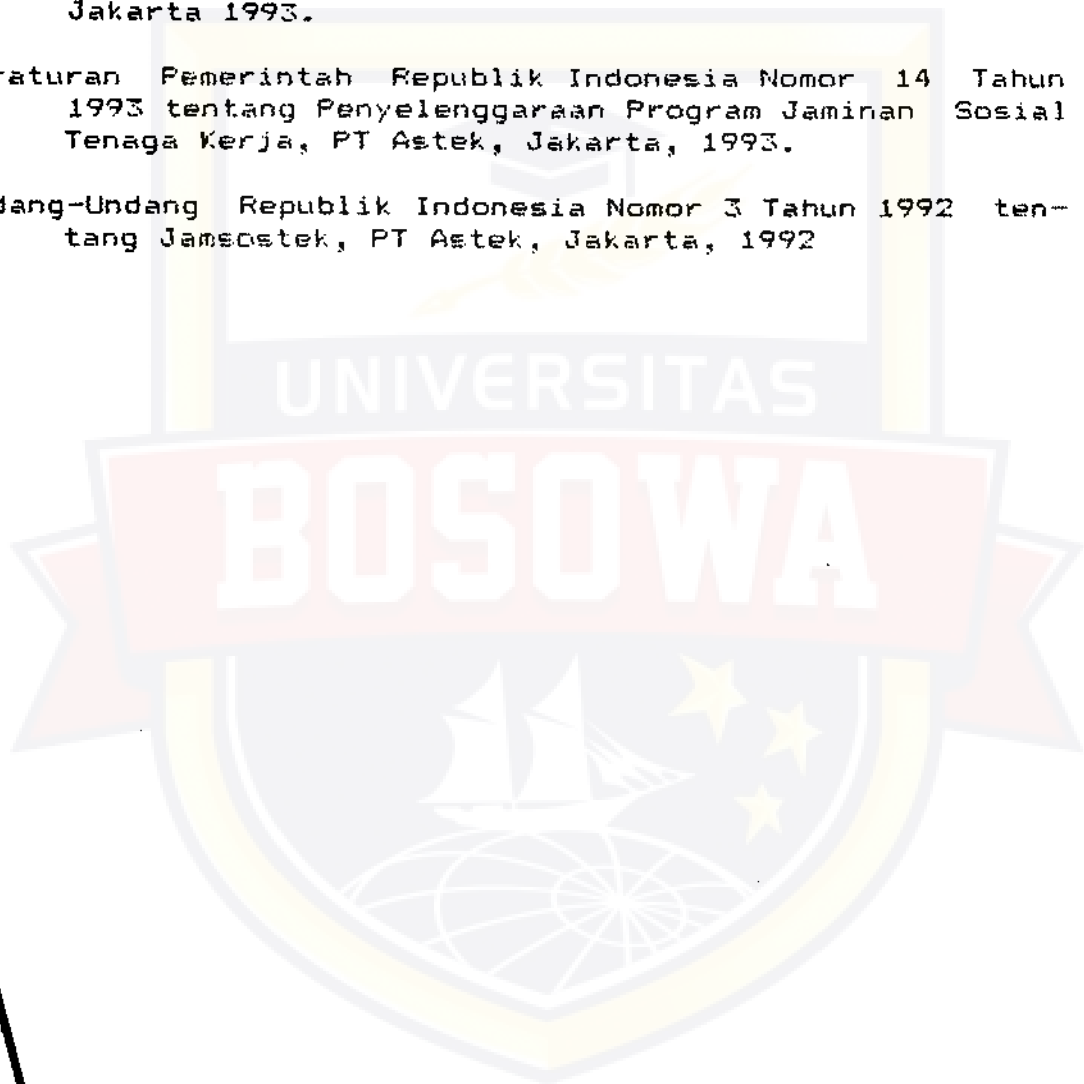 Jakarta 1993.
raturan Pemerintah Republik Indonesia Nomor 14 Tahun
1993 tentang Penyelenggaraan Program Jaminan Sosial
Tenaga Kerja, PT Astek, Jakarta, 1993.
dang-Undang Republik Indonesia Nomor 3 Tahun 1992 ten-
tang Jamsostek, PT Astek, Jakarta, 1992
UNIVERSITAS
BOSOWA